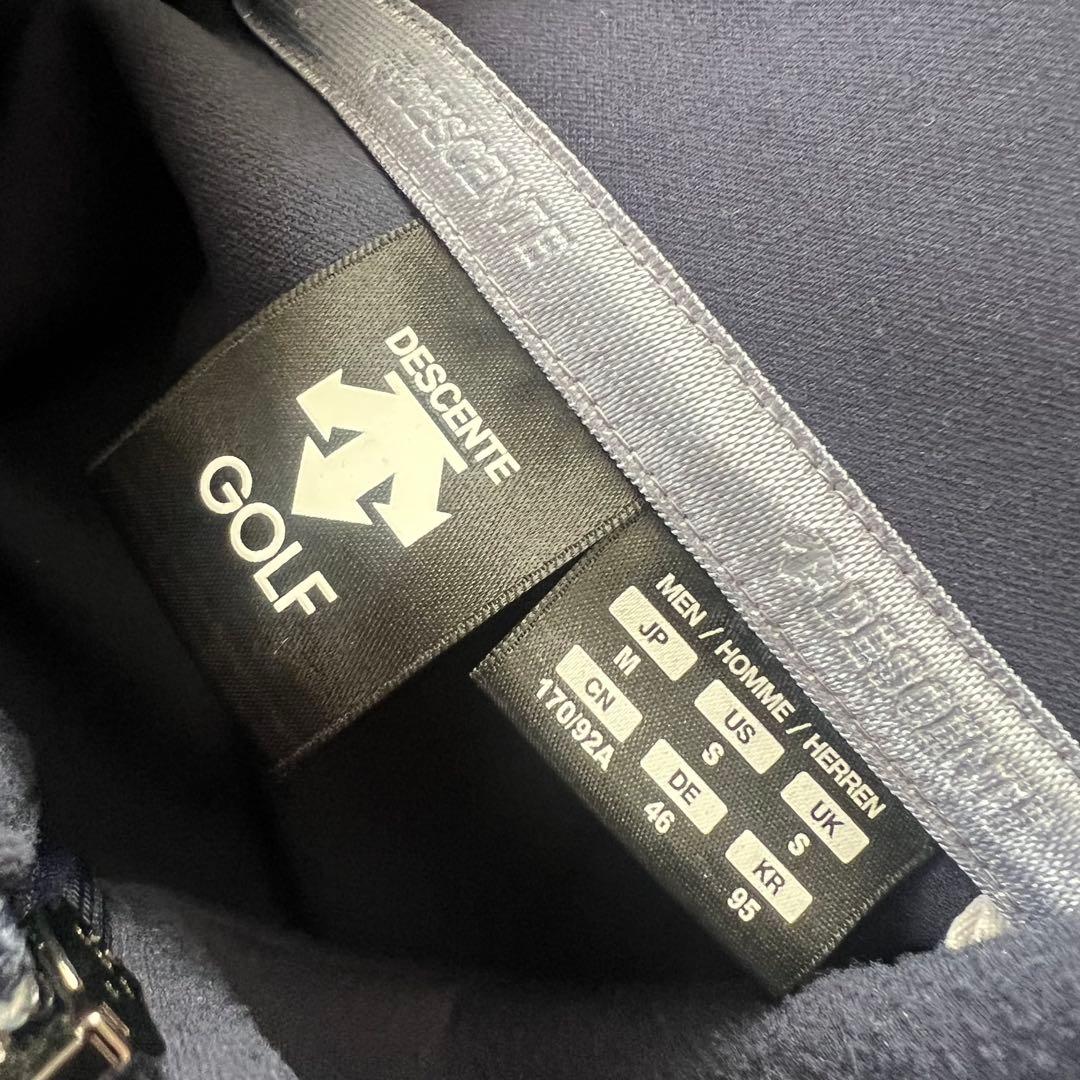 DESCENTE
DESCENTE
GOLF
MEN / HOMME / HERREN
JP US UK
M S S
CN DE KR
170/92A 46 95
DESCENTE